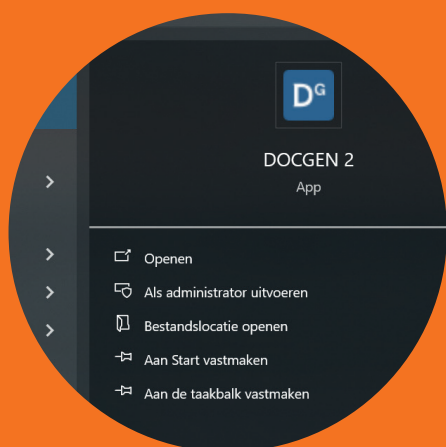 DG
DOCGEN 2
App
Openen
Als administrator uitvoeren
Bestandslocatie openen
Aan Start vastmaken
Aan de taakbalk vastmaken